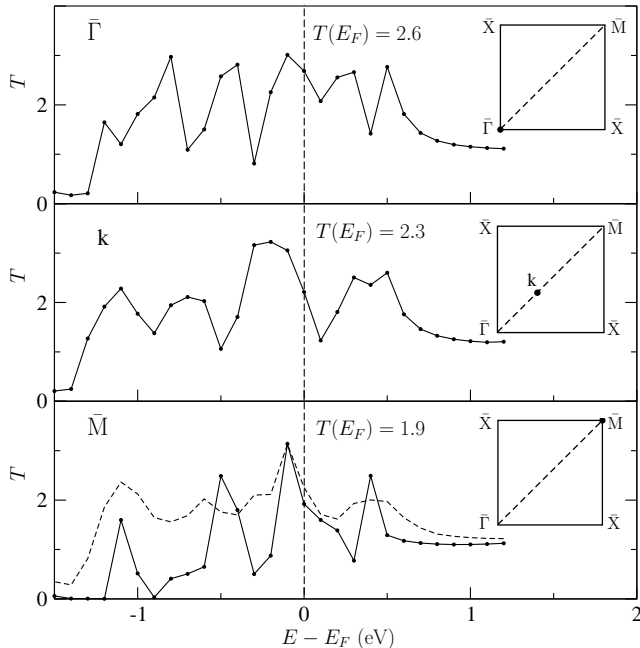 Γ̄
T(E_F) = 2.6
X̄ M̄
Γ̄ X̄
T
2
0
k
T(E_F) = 2.3
X̄ M̄
k
Γ̄ X̄
T
2
0
M̄
T(E_F) = 1.9
X̄ M̄
Γ̄ X̄
T
2
0
-1 0 1 2
E − E_F (eV)